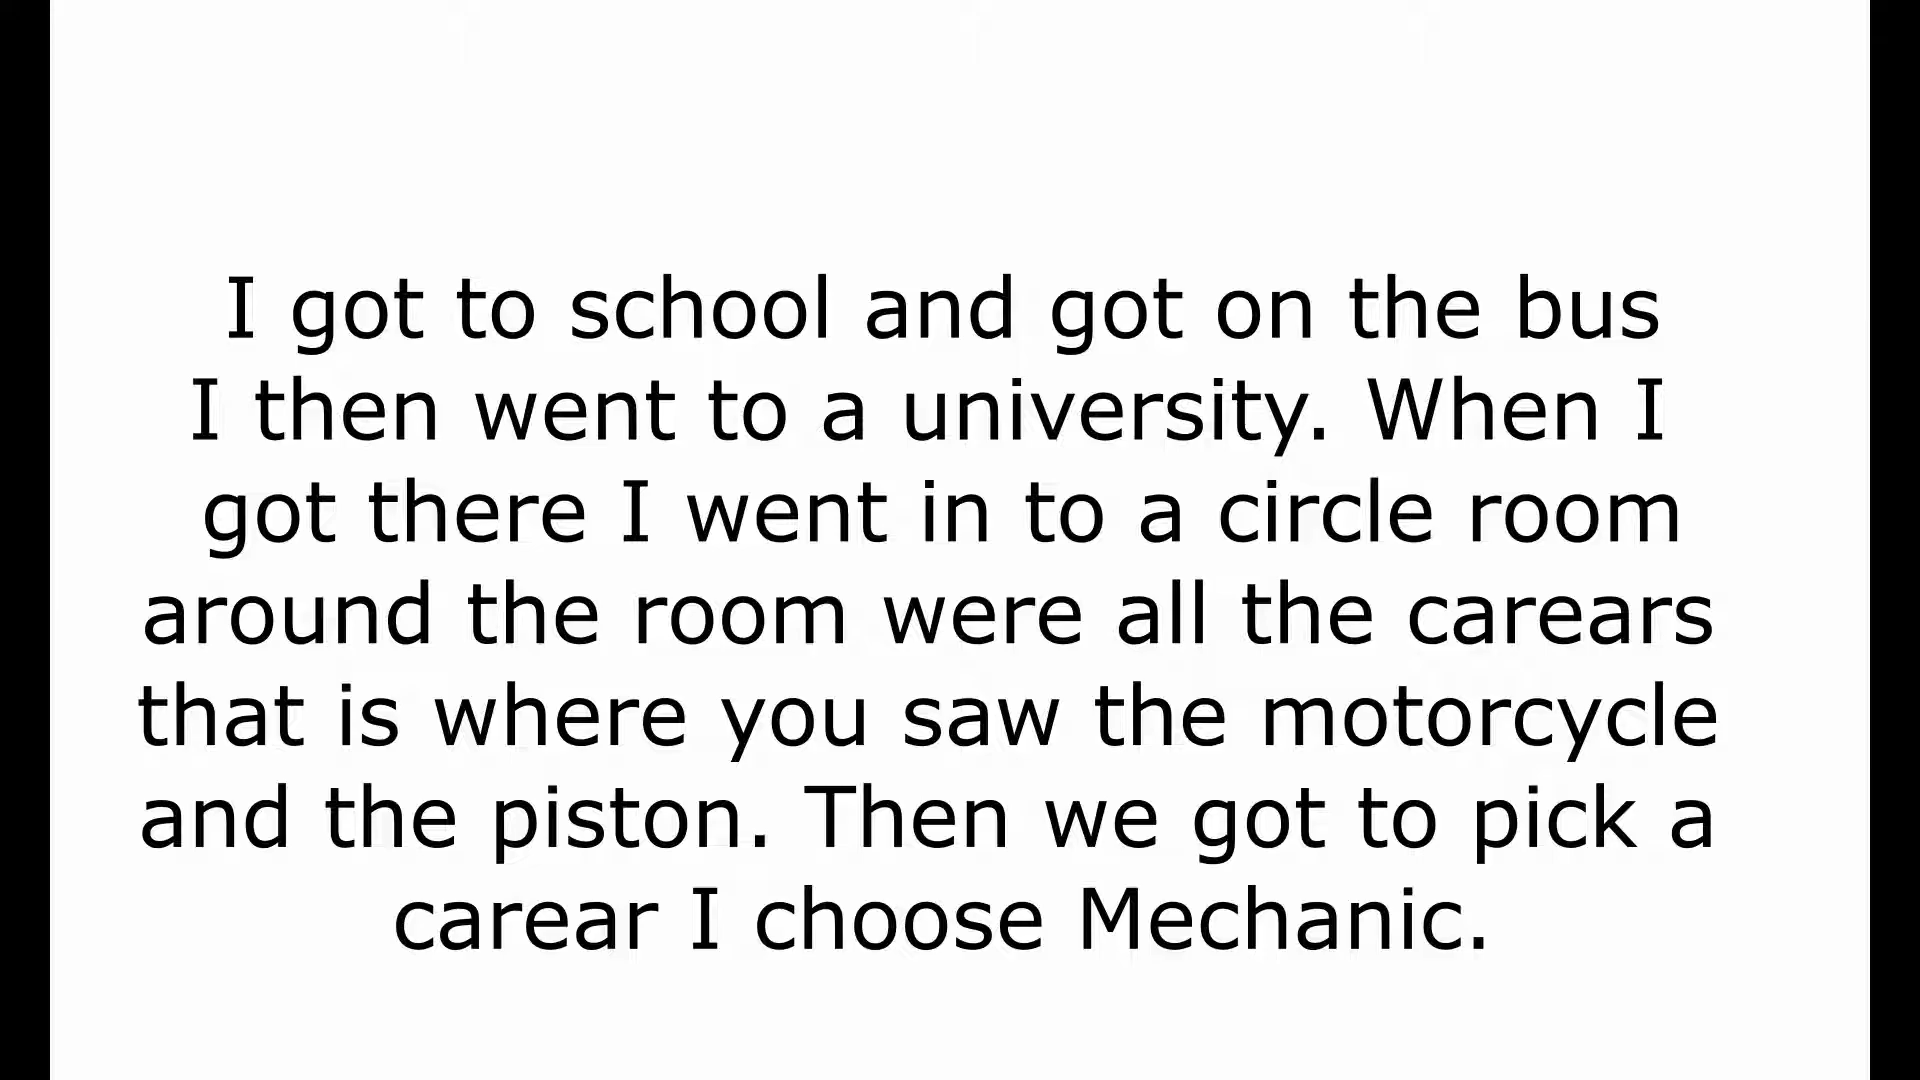 I got to school and got on the bus
I then went to a university. When I
got there I went in to a circle room
around the room were all the carears
that is where you saw the motorcycle
and the piston. Then we got to pick a
carear I choose Mechanic.